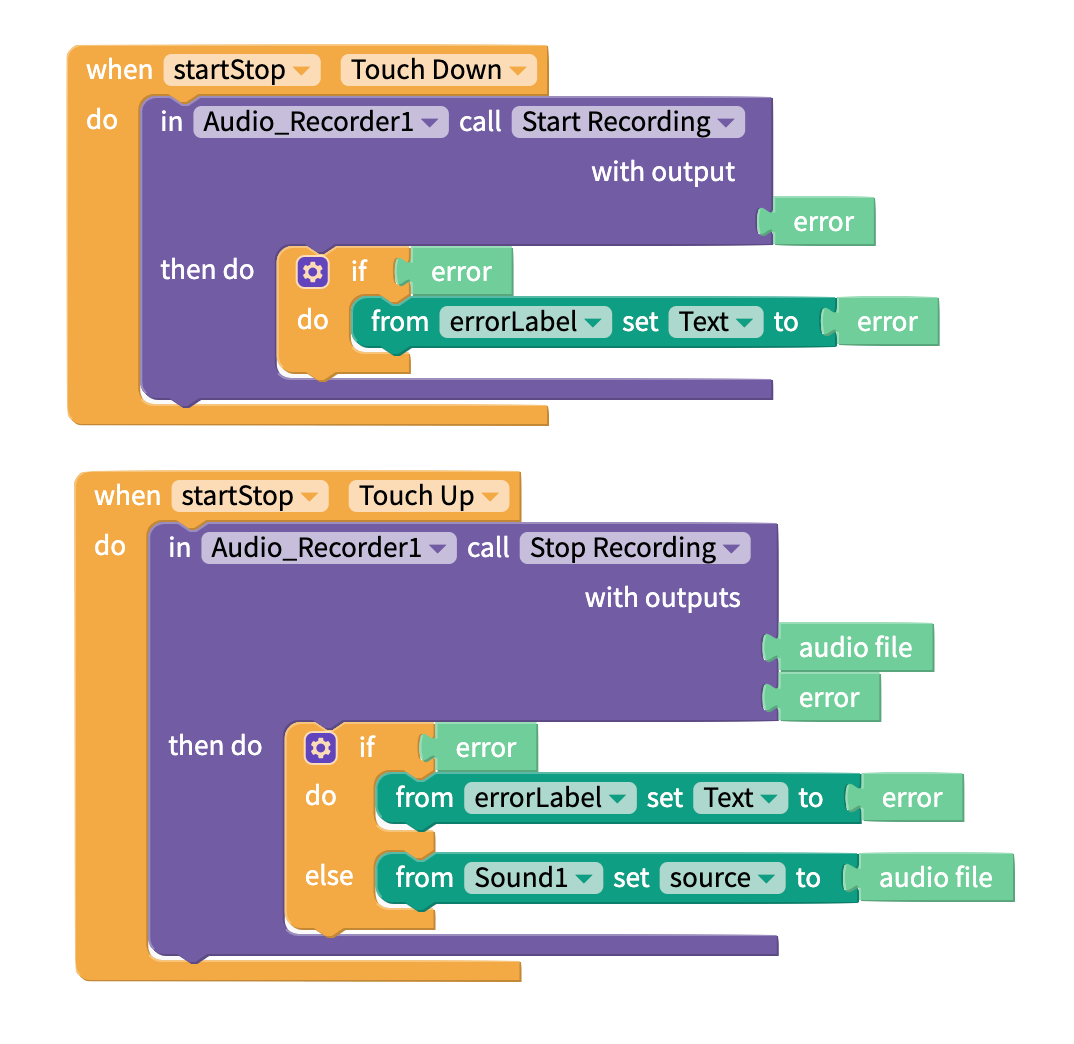 when startStop Touch Down
do in Audio_Recorder1 call Start Recording
with output
error
then do if error
do from errorLabel set Text to error
when startStop Touch Up
do in Audio_Recorder1 call Stop Recording
with outputs
audio file
error
then do if error
do from errorLabel set Text to error
else from Sound1 set source to audio file